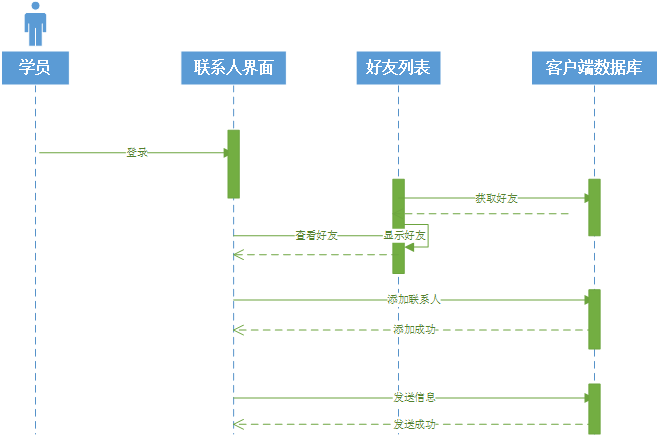 学员
联系人界面
好友列表
客户端数据库
登录
获取好友
查看好友
显示好友
添加联系人
添加成功
发送信息
发送成功